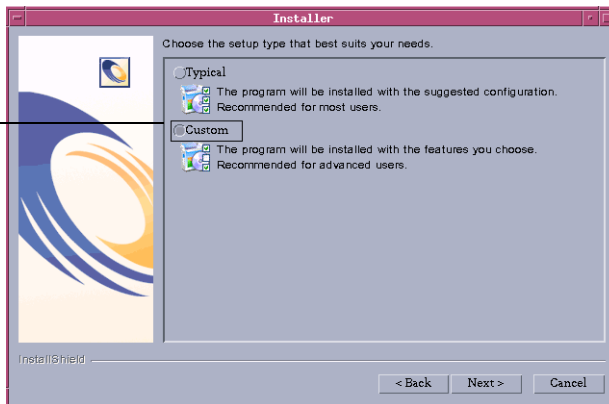 Installer
Choose the setup type that best suits your needs.
Typical
The program will be installed with the suggested configuration.
Recommended for most users.
Custom
The program will be installed with the features you choose.
Recommended for advanced users.
InstallShield
< Back
Next >
Cancel